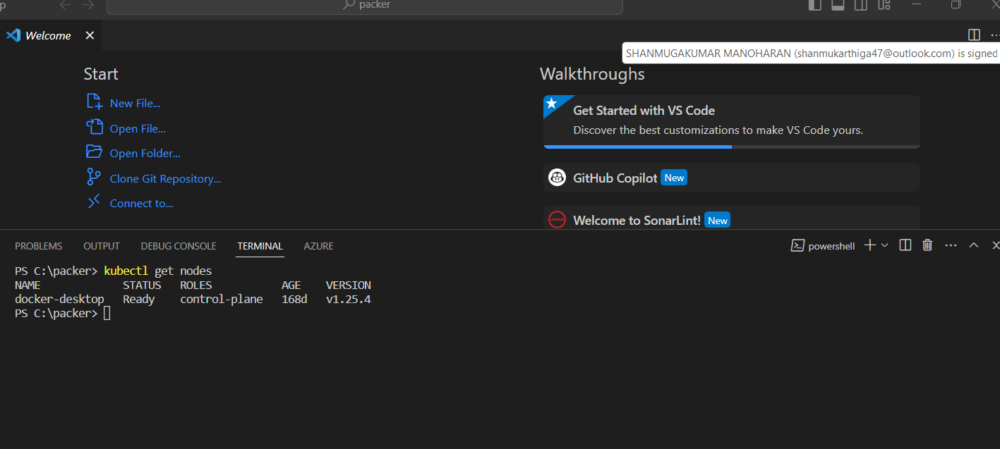 p
packer
Welcome
SHANMUGAKUMAR MANOHARAN (shanmukarthiga47@outlook.com) is signed
Start
New File...
Open File...
Open Folder...
Clone Git Repository...
Connect to...
Walkthroughs
Get Started with VS Code
Discover the best customizations to make VS Code yours.
GitHub Copilot New
Welcome to SonarLint! New
PROBLEMS OUTPUT DEBUG CONSOLE TERMINAL AZURE
powershell
PS C:\packer> kubectl get nodes
NAME STATUS ROLES AGE VERSION
docker-desktop Ready control-plane 168d v1.25.4
PS C:\packer>